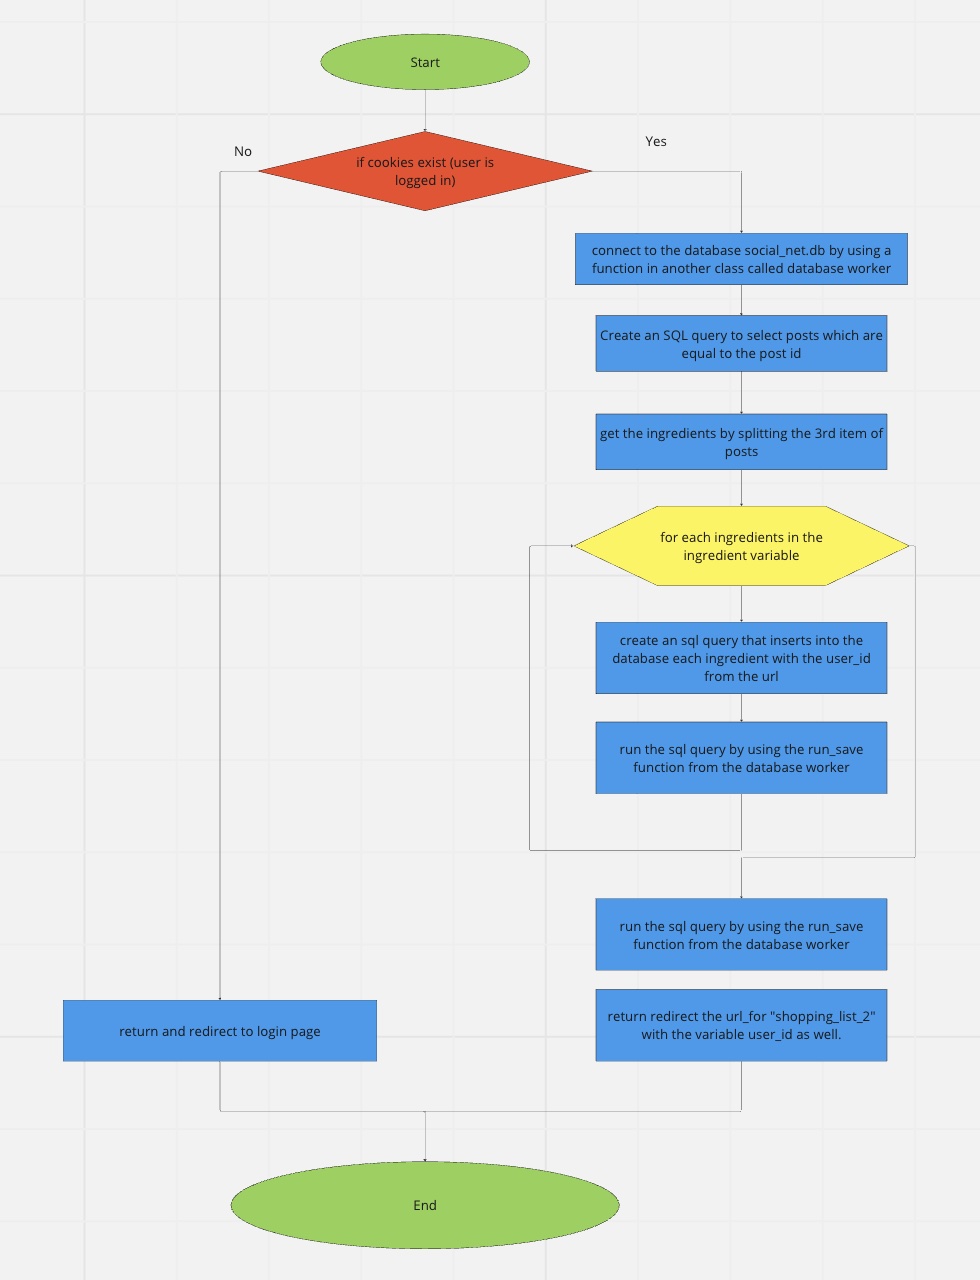 Start
No
Yes
if cookies exist (user is
logged in)
connect to the database social_net.db by using a
function in another class called database worker
Create an SQL query to select posts which are
equal to the post id
get the ingredients by splitting the 3rd item of
posts
for each ingredients in the
ingredient variable
create an sql query that inserts into the
database each ingredient with the user_id
from the url
run the sql query by using the run_save
function from the database worker
run the sql query by using the run_save
function from the database worker
return and redirect to login page
return redirect the url_for "shopping_list_2"
with the variable user_id as well.
End